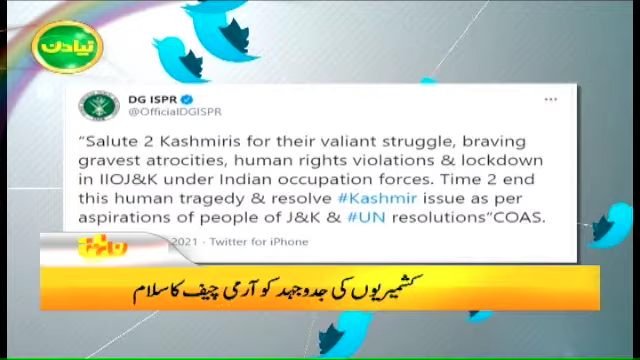 نیا دن
DG ISPR
@OfficialDGISPR
“Salute 2 Kashmiris for their valiant struggle, braving
gravest atrocities, human rights violations & lockdown
in IIOJ&K under Indian occupation forces. Time 2 end
this human tragedy & resolve #Kashmir issue as per
aspirations of people of J&K & #UN resolutions”COAS.
2021 · Twitter for iPhone
کشمیریوں کی جدوجہد کو آرمی چیف کا سلام